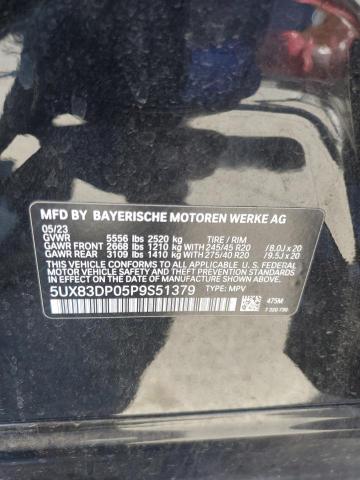 MFD BY BAYERISCHE MOTOREN WERKE AG
05/23
GVWR 5556 lbs 2520 kg TIRE / RIM
GAWR FRONT 2668 lbs 1210 kg WITH 245/45 R20 / 8.0J x 20
GAWR REAR 3109 lbs 1410 kg WITH 275/40 R20 / 9.5J x 20
THIS VEHICLE CONFORMS TO ALL APPLICABLE U. S. FEDERAL
MOTOR VEHICLE SAFETY STANDARDS IN EFFECT ON THE
DATE OF MANUFACTURE SHOWN ABOVE.
5UX83DP05P9S51379 TYPE: MPV 475M